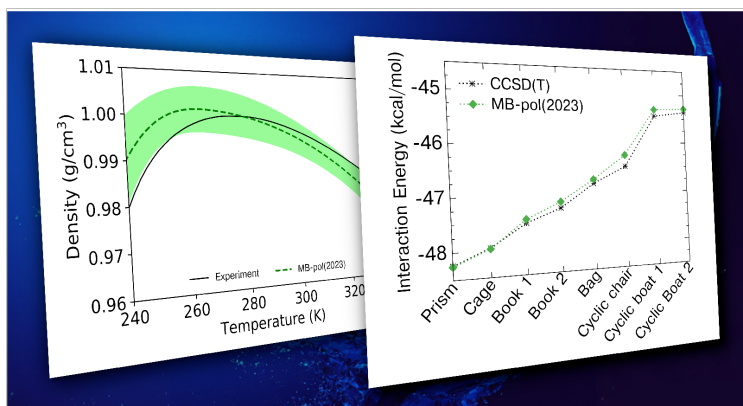 1.01
1.00
0.99
0.98
0.97
0.96
Density (g/cm³)
Experiment
MB-pol(2023)
240
260
280
300
320
Temperature (K)
-45
-46
-47
-48
Interaction Energy (kcal/mol)
CCSD(T)
MB-pol(2023)
Prism
Cage
Book 1
Book 2
Bag
Cyclic chair
Cyclic boat 1
Cyclic Boat 2